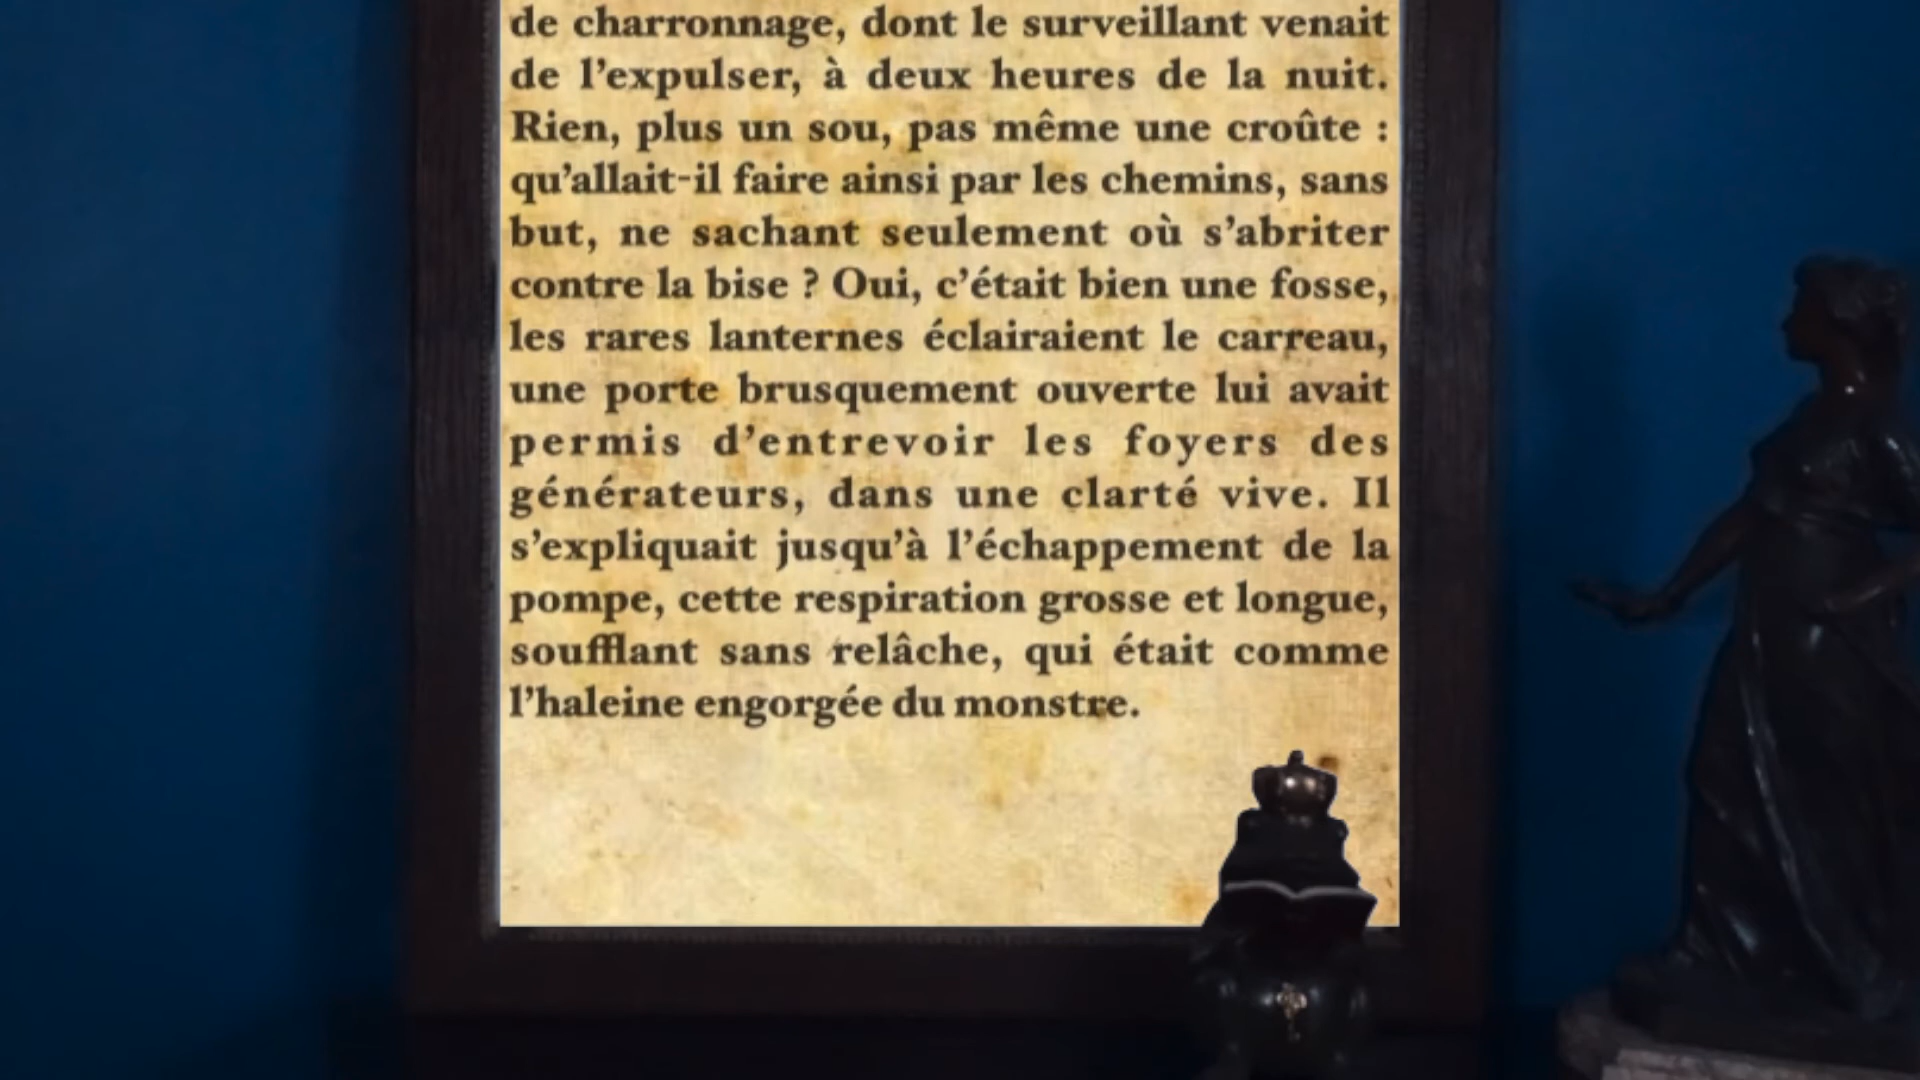 de charronnage, dont le surveillant venait
de l’expulser, à deux heures de la nuit.
Rien, plus un sou, pas même une croûte :
qu’allait-il faire ainsi par les chemins, sans
but, ne sachant seulement où s’abriter
contre la bise ? Oui, c’était bien une fosse,
les rares lanternes éclairaient le carreau,
une porte brusquement ouverte lui avait
permis d’entrevoir les foyers des
générateurs, dans une clarté vive. Il
s’expliquait jusqu’à l’échappement de la
pompe, cette respiration grosse et longue,
soufflant sans relâche, qui était comme
l’haleine engorgée du monstre.